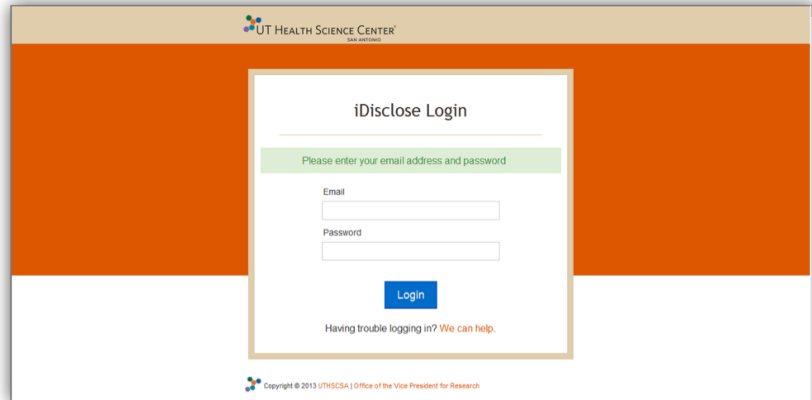 UT HEALTH SCIENCE CENTER®
SAN ANTONIO
iDisclose Login
Please enter your email address and password
Email
Password
Login
Having trouble logging in? We can help.
Copyright © 2013 UTHSCSA | Office of the Vice President for Research